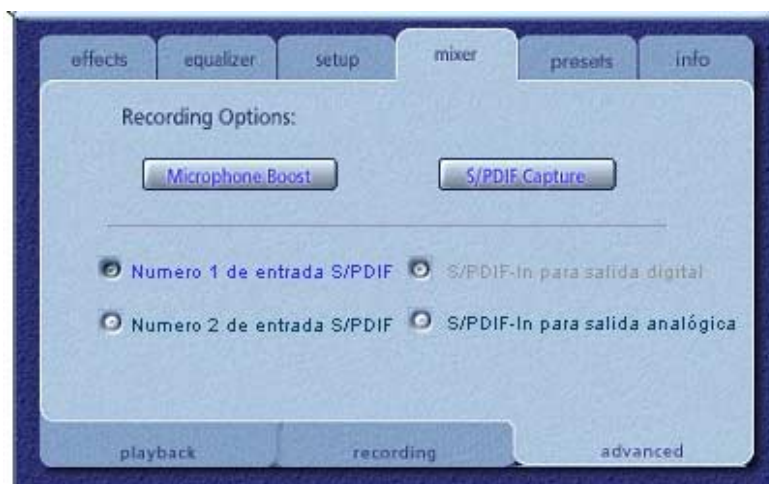 effects equalizer setup mixer presets info
Recording Options:
Microphone Boost S/PDIF Capture
Numero 1 de entrada S/PDIF S/PDIF-In para salida digital
Numero 2 de entrada S/PDIF S/PDIF-In para salida analógica
playback recording advanced